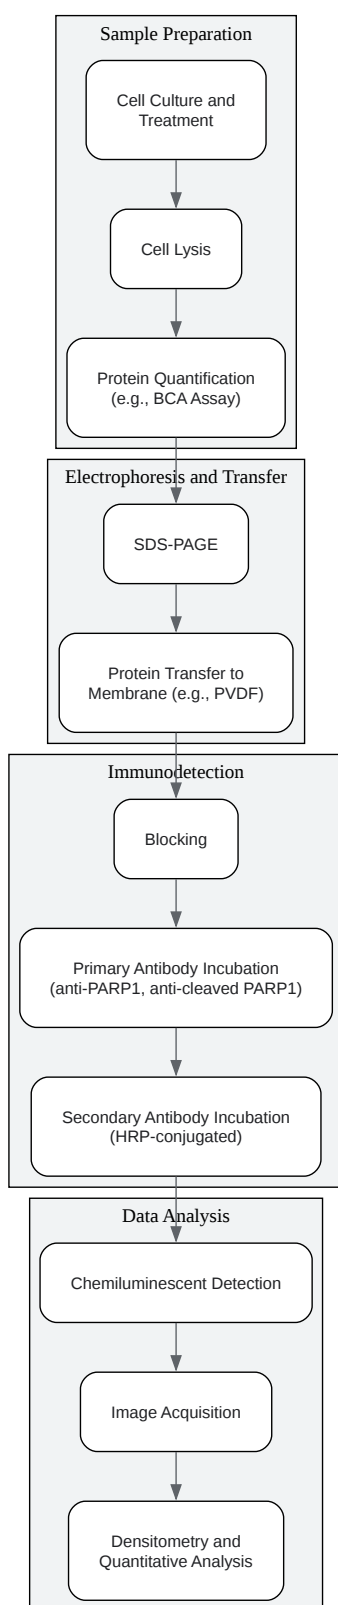 Sample Preparation
Cell Culture and
Treatment
Cell Lysis
Protein Quantification
(e.g., BCA Assay)
Electrophoresis and Transfer
SDS-PAGE
Protein Transfer to
Membrane (e.g., PVDF)
Immunodetection
Blocking
Primary Antibody Incubation
(anti-PARP1, anti-cleaved PARP1)
Secondary Antibody Incubation
(HRP-conjugated)
Data Analysis
Chemiluminescent Detection
Image Acquisition
Densitometry and
Quantitative Analysis